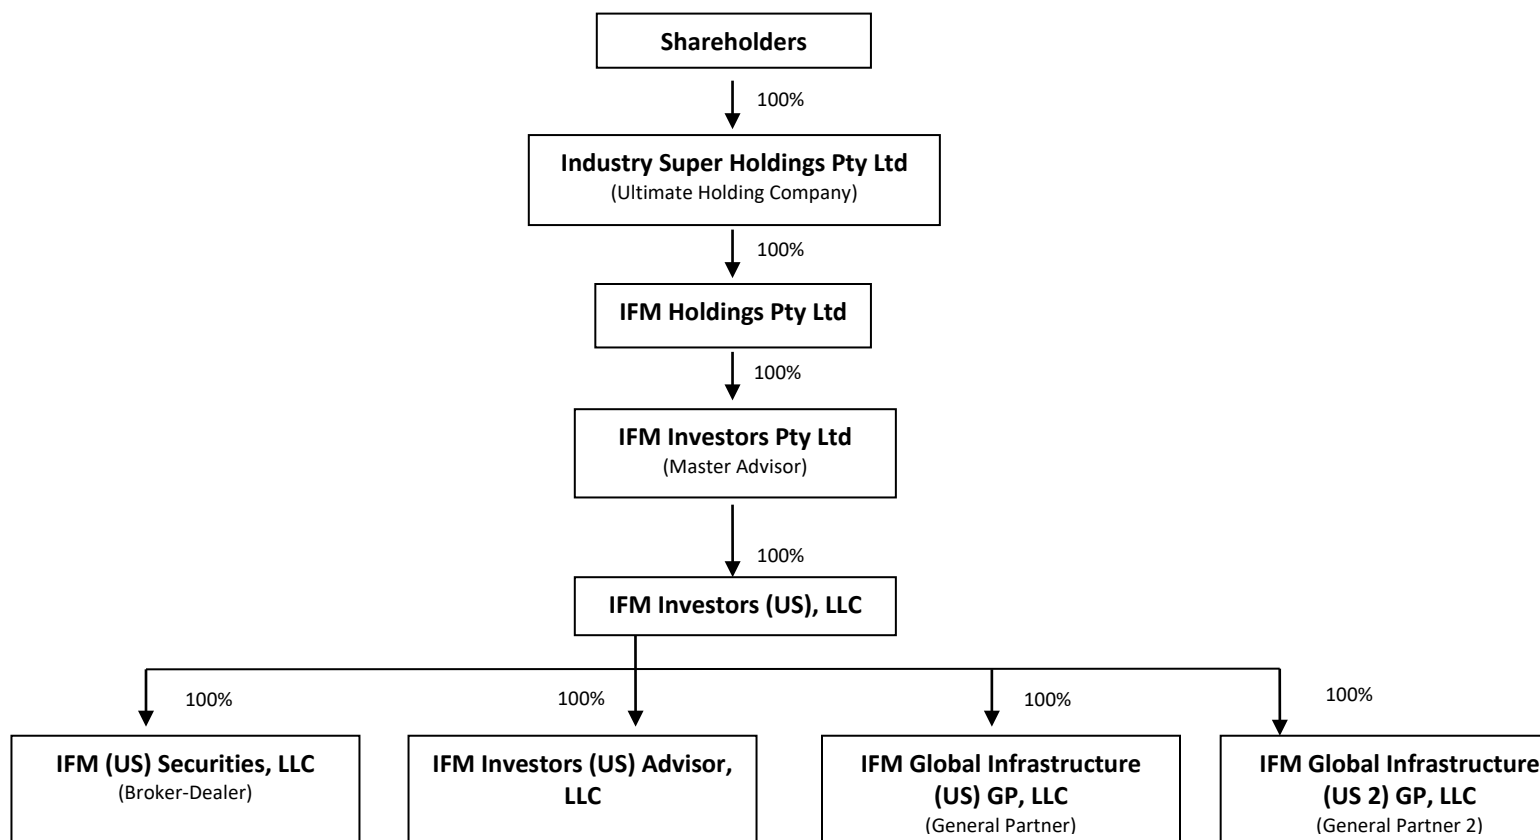 Shareholders
100%
Industry Super Holdings Pty Ltd
(Ultimate Holding Company)
100%
IFM Holdings Pty Ltd
100%
IFM Investors Pty Ltd
(Master Advisor)
100%
IFM Investors (US), LLC
100%
100%
100%
100%
IFM (US) Securities, LLC
(Broker-Dealer)
IFM Investors (US) Advisor,
LLC
IFM Global Infrastructure
(US) GP, LLC
(General Partner)
IFM Global Infrastructure
(US 2) GP, LLC
(General Partner 2)